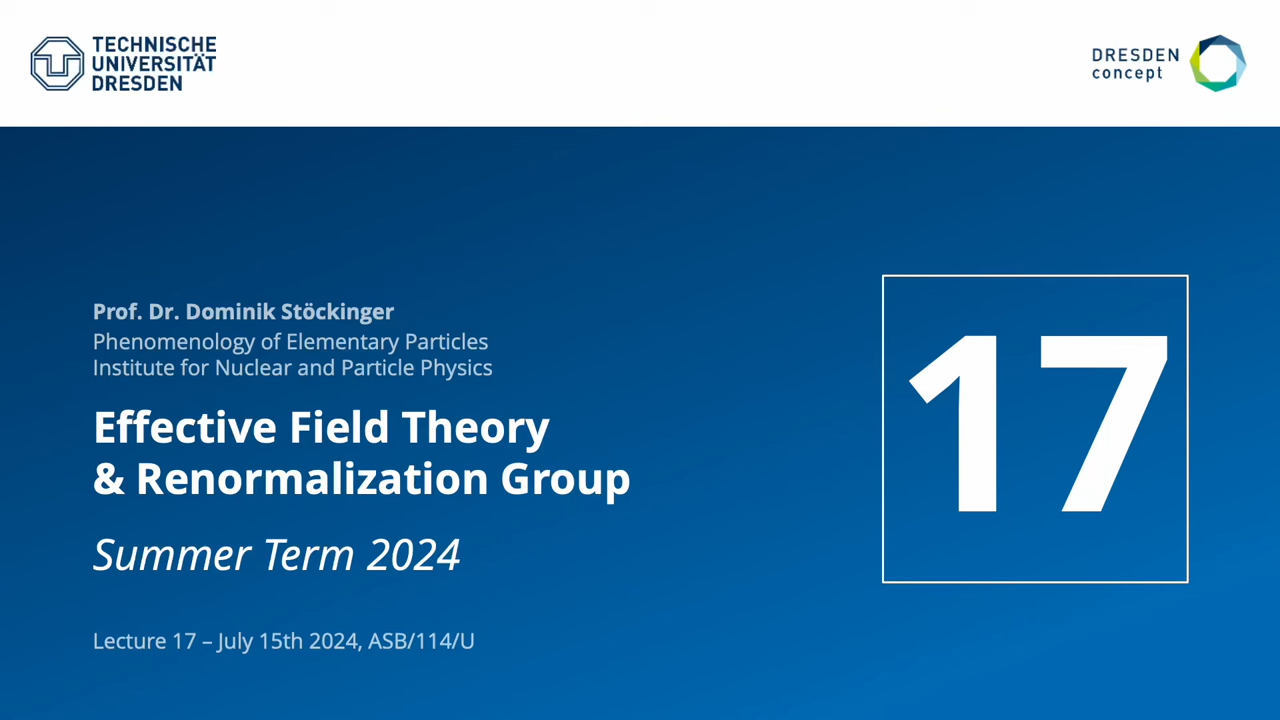 TECHNISCHE
UNIVERSITÄT
DRESDEN
DRESDEN
concept
Prof. Dr. Dominik Stöckinger
Phenomenology of Elementary Particles
Institute for Nuclear and Particle Physics
Effective Field Theory
& Renormalization Group
Summer Term 2024
Lecture 17 – July 15th 2024, ASB/114/U
17